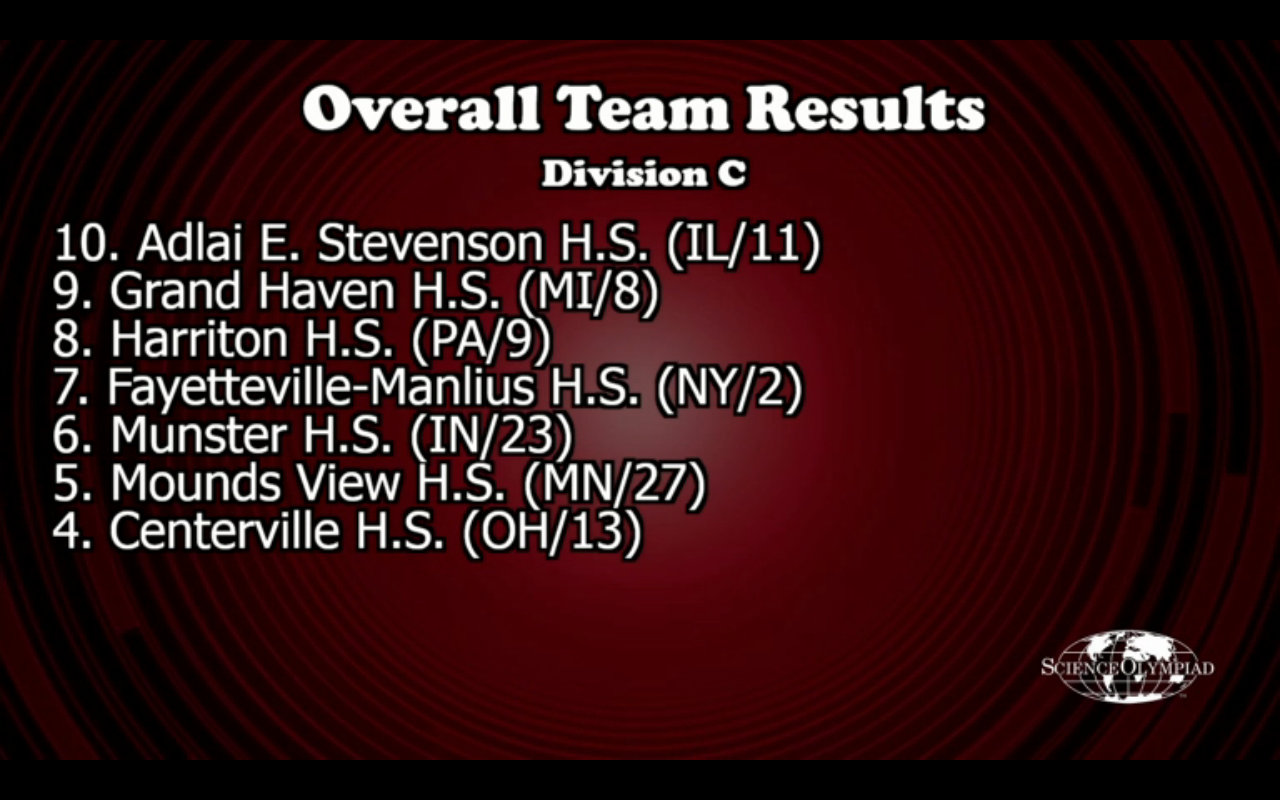 Overall Team Results
Division C
10. Adlai E. Stevenson H.S. (IL/11)
9. Grand Haven H.S. (MI/8)
8. Harriton H.S. (PA/9)
7. Fayetteville-Manlius H.S. (NY/2)
6. Munster H.S. (IN/23)
5. Mounds View H.S. (MN/27)
4. Centerville H.S. (OH/13)
SCIENCE OLYMPIAD